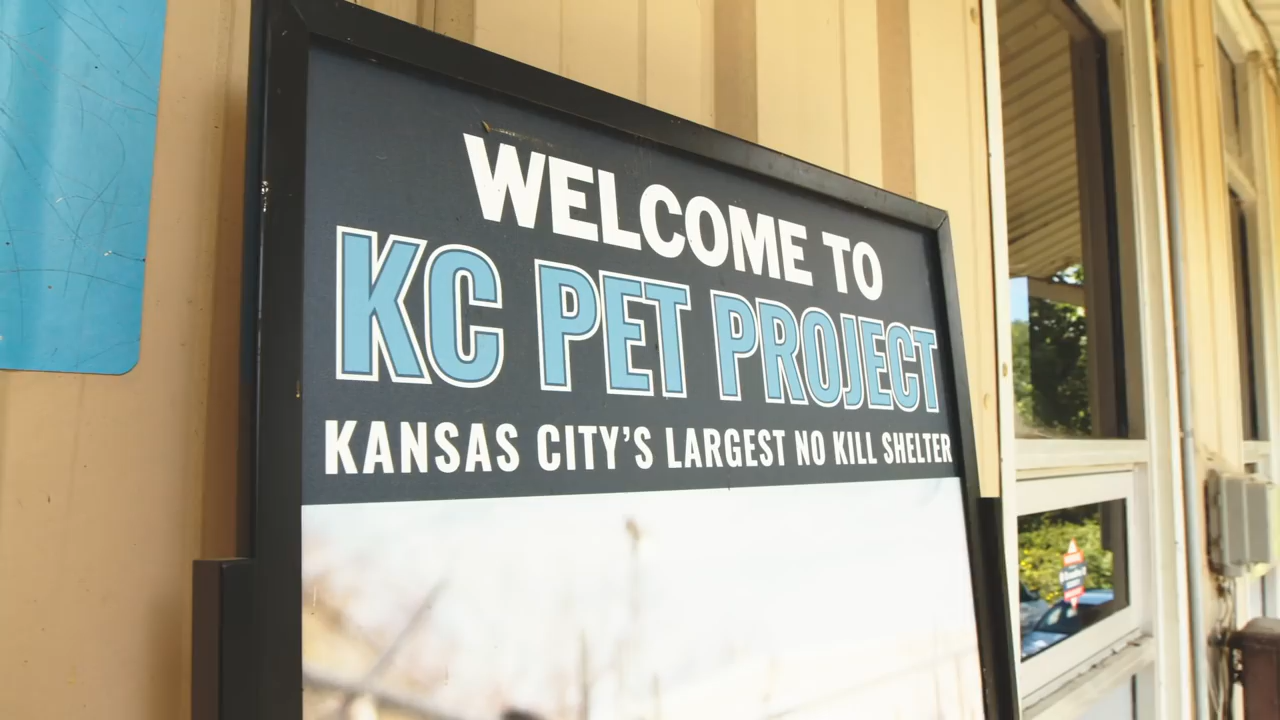 WELCOME TO
KC PET PROJECT
KANSAS CITY'S LARGEST NO KILL SHELTER